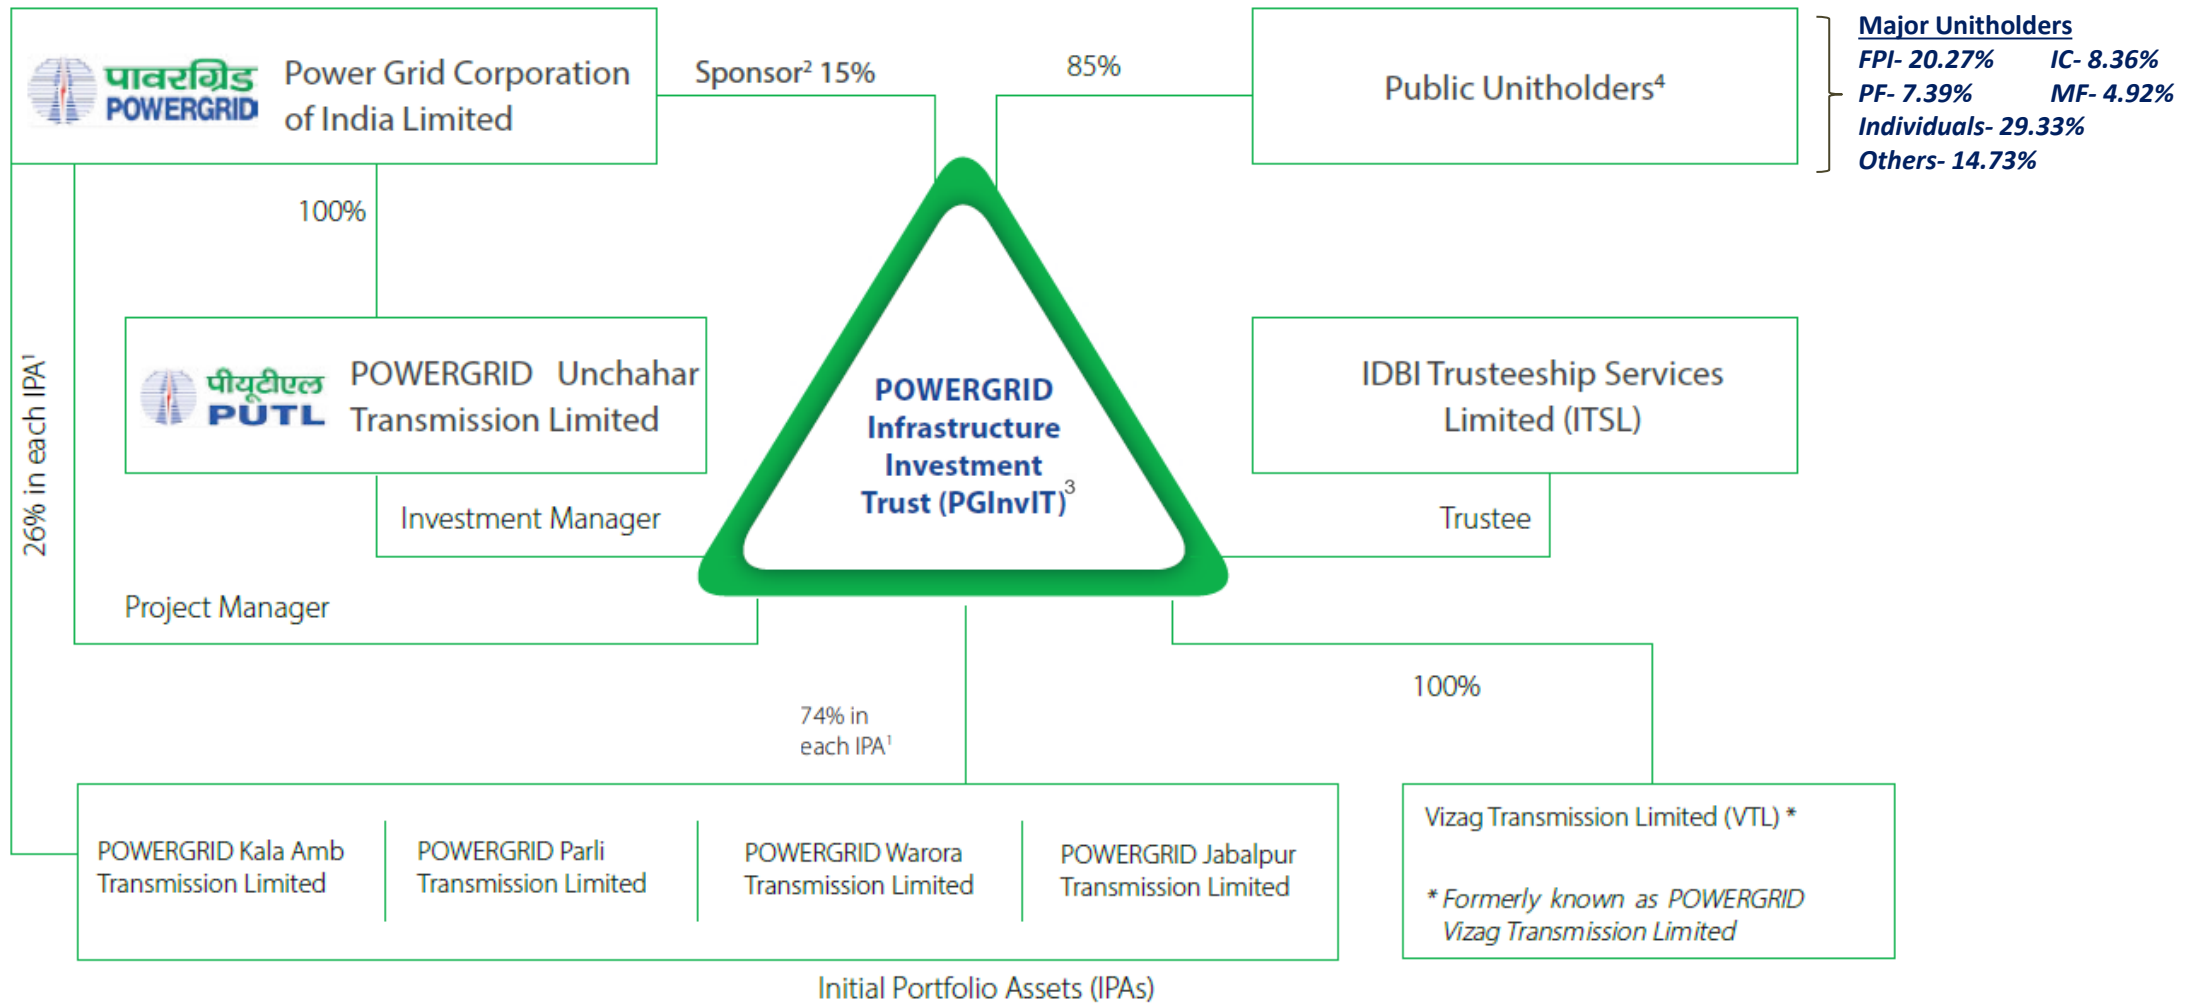 पावरग्रिड
POWERGRID
Power Grid Corporation
of India Limited
Sponsor² 15%
85%
Public Unitholders⁴
Major Unitholders
FPI- 20.27% IC- 8.36%
PF- 7.39% MF- 4.92%
Individuals- 29.33%
Others- 14.73%
100%
26% in each IPA¹
पीयूटीएल
PUTL
POWERGRID Unchahar
Transmission Limited
POWERGRID
Infrastructure
Investment
Trust (PGInvIT)³
IDBI Trusteeship Services
Limited (ITSL)
Investment Manager
Trustee
Project Manager
74% in
each IPA¹
100%
POWERGRID Kala Amb
Transmission Limited
POWERGRID Parli
Transmission Limited
POWERGRID Warora
Transmission Limited
POWERGRID Jabalpur
Transmission Limited
Vizag Transmission Limited (VTL) *
* Formerly known as POWERGRID
Vizag Transmission Limited
Initial Portfolio Assets (IPAs)